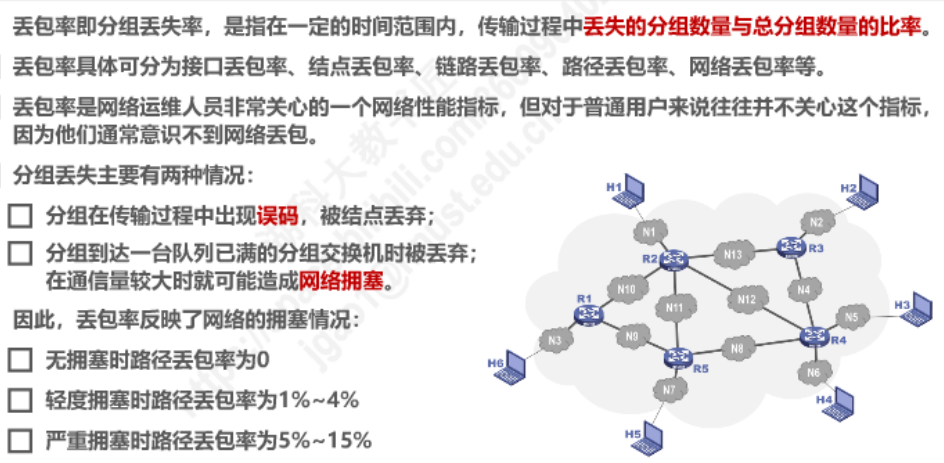 丢包率即分组丢失率，是指在一定的时间范围内，传输过程中丢失的分组数量与总分组数量的比率。
丢包率具体可分为接口丢包率、结点丢包率、链路丢包率、路径丢包率、网络丢包率等。
丢包率是网络运维人员非常关心的一个网络性能指标，但对于普通用户来说往往并不关心这个指标，
因为他们通常意识不到网络丢包。
分组丢失主要有两种情况：
分组在传输过程中出现误码，被结点丢弃；
分组到达一台队列已满的分组交换机时被丢弃；
在通信量较大时就可能造成网络拥塞。
因此，丢包率反映了网络的拥塞情况：
无拥塞时路径丢包率为0
轻度拥塞时路径丢包率为1%~4%
严重拥塞时路径丢包率为5%~15%
H1
H2
N1
N2
R2
N13
R3
N10
N12
N4
H3
R1
N11
N5
N3
N9
N8
R4
H6
R5
N6
N7
H4
H5